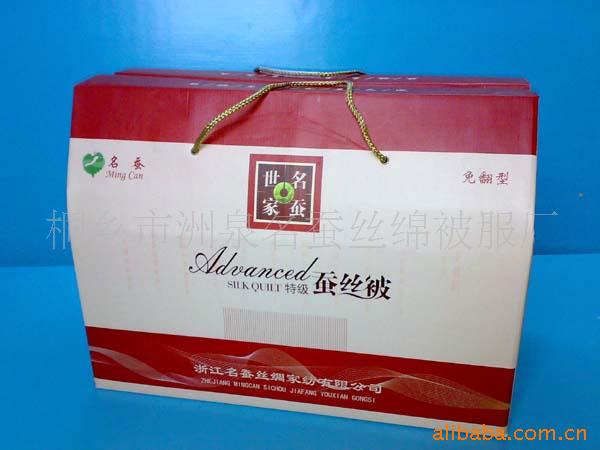 名蚕
Ming Can
世名
家蚕
免翻型
桐乡市洲泉名蚕丝绵被服厂
Advanced
SILK QUILT 特级 蚕丝被
浙江名蚕丝绸家纺有限公司
ZHEJIANG MINGCAN SICHOU JIAFANG YOUXIAN GONGSI
alibaba.com.cn